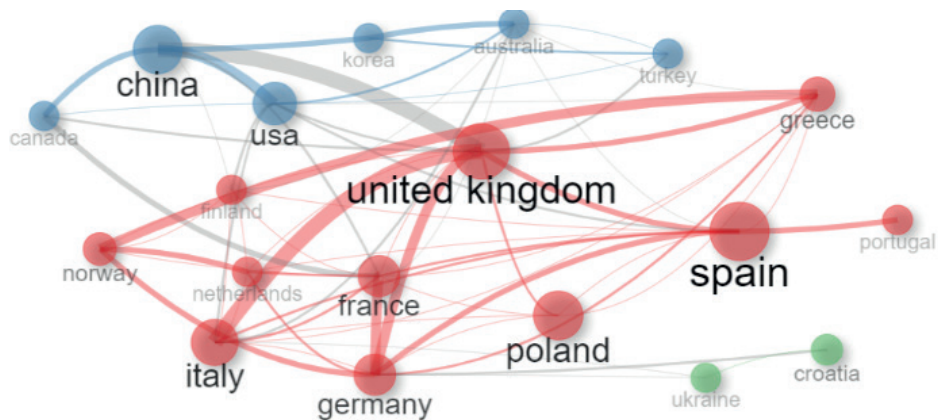 australia
korea
turkey
china
canada
usa
greece
united kingdom
finland
portugal
norway
spain
netherlands
france
poland
italy
croatia
ukraine
germany